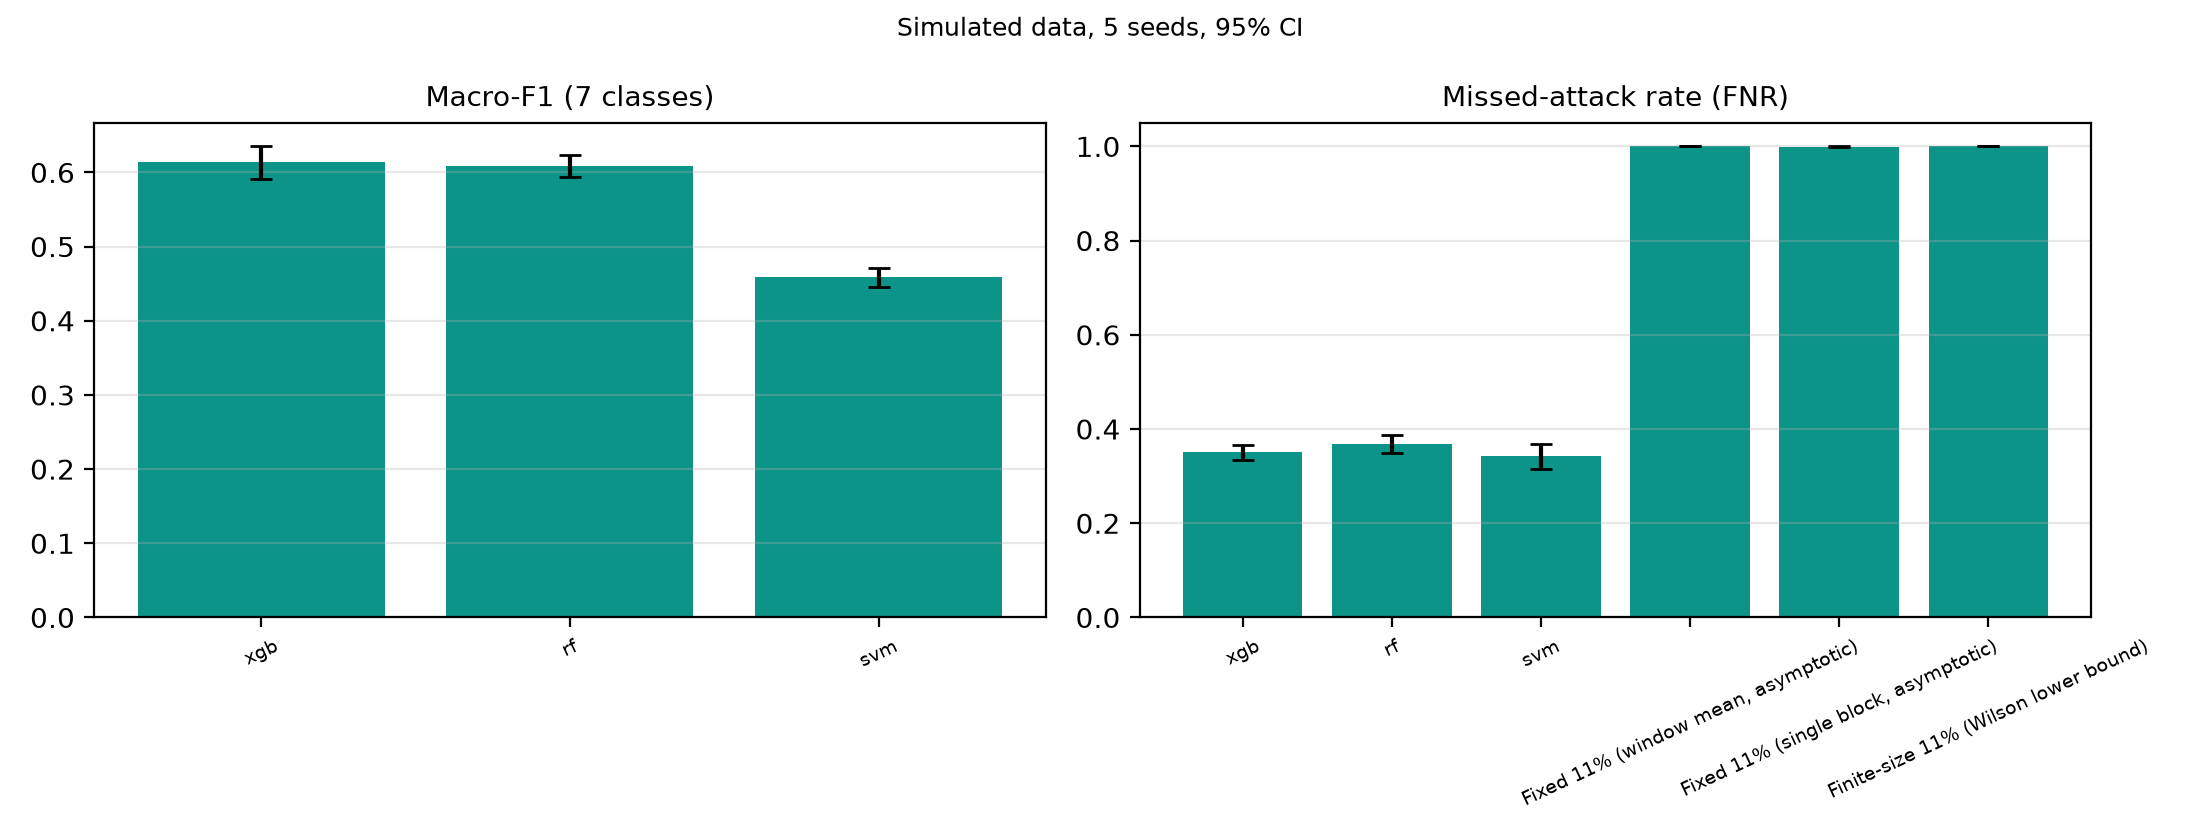 Simulated data, 5 seeds, 95% CI
Macro-F1 (7 classes)
0.6
0.5
0.4
0.3
0.2
0.1
0.0
xgb
rf
svm
Missed-attack rate (FNR)
1.0
0.8
0.6
0.4
0.2
0.0
xgb
rf
svm
Fixed 11% (window mean, asymptotic)
Fixed 11% (single block, asymptotic)
Finite-size 11% (Wilson lower bound)